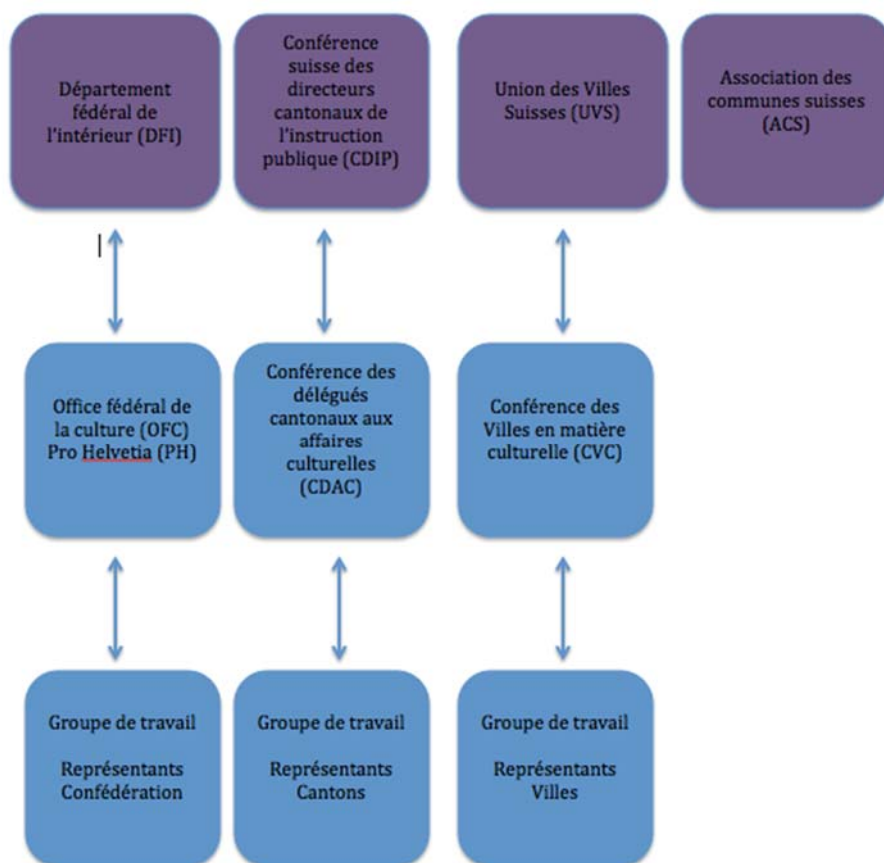 Département
fédéral de
l'intérieur (DFI)
Conférence
suisse des
directeurs
cantonaux de
l'instruction
publique (CDIP)
Union des Villes
Suisses (UVS)
Association des
communes suisses
(ACS)
Office fédéral de
la culture (OFC)
Pro Helvetia (PH)
Conférence des
délégués
cantonaux aux
affaires
culturelles
(CDAC)
Conférence des
Villes en matière
culturelle (CVC)
Groupe de travail
Représentants
Confédération
Groupe de travail
Représentants
Cantons
Groupe de travail
Représentants
Villes